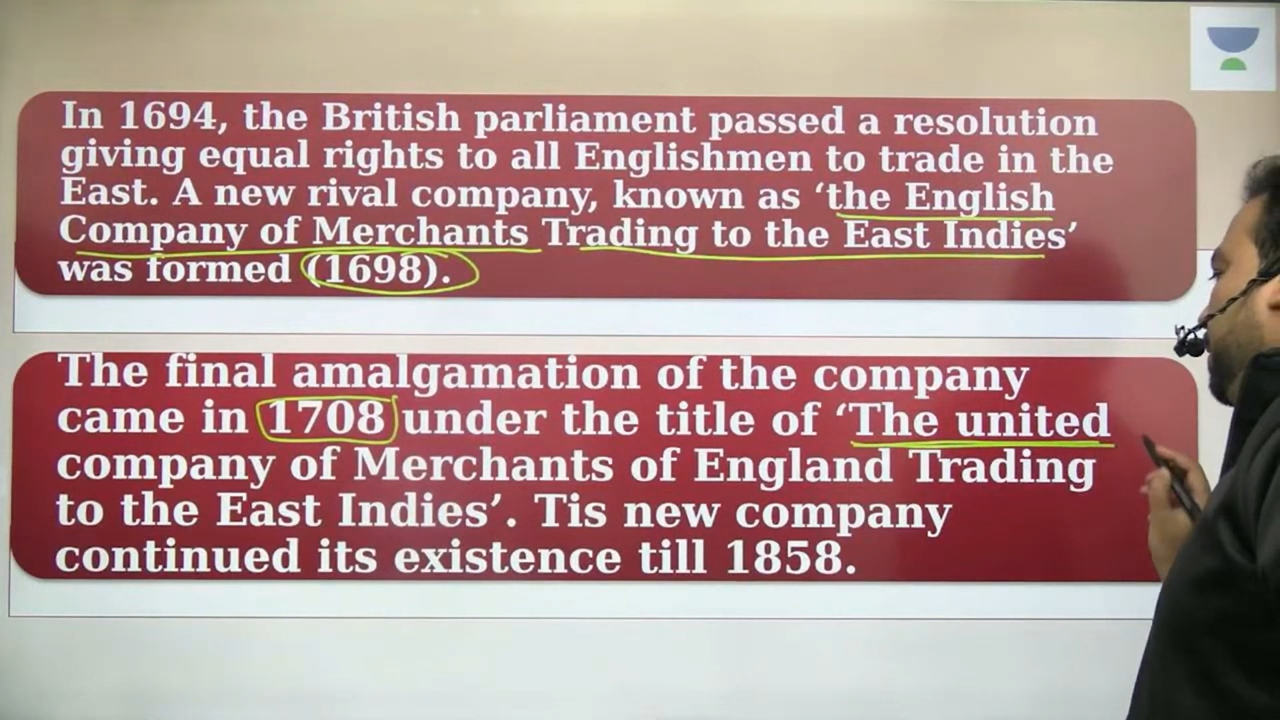 In 1694, the British parliament passed a resolution
giving equal rights to all Englishmen to trade in the
East. A new rival company, known as ‘the English
Company of Merchants Trading to the East Indies’
was formed (1698).
The final amalgamation of the company
came in 1708 under the title of ‘The united
company of Merchants of England Trading
to the East Indies’. Tis new company
continued its existence till 1858.